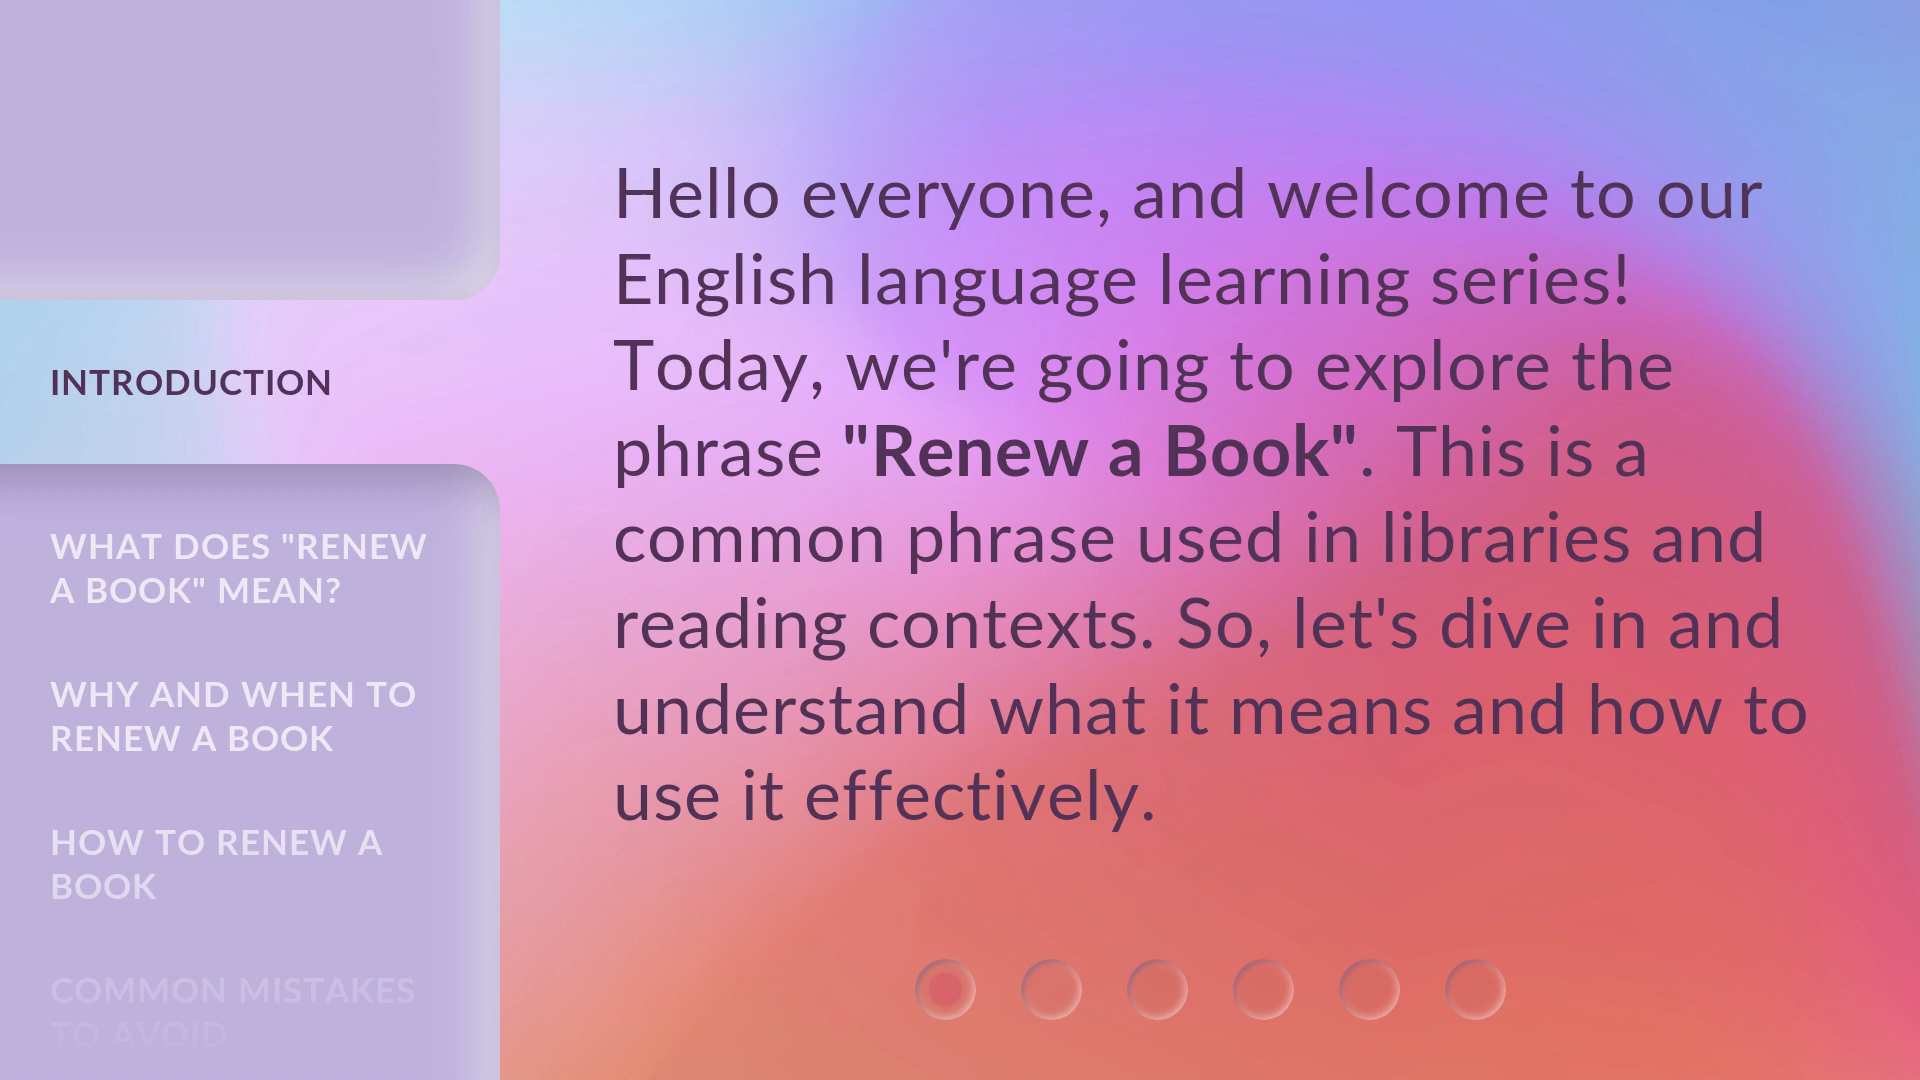 INTRODUCTION
WHAT DOES "RENEW
A BOOK" MEAN?
WHY AND WHEN TO
RENEW A BOOK
HOW TO RENEW A
BOOK
COMMON MISTAKES
TO AVOID
Hello everyone, and welcome to our
English language learning series!
Today, we're going to explore the
phrase "Renew a Book". This is a
common phrase used in libraries and
reading contexts. So, let's dive in and
understand what it means and how to
use it effectively.